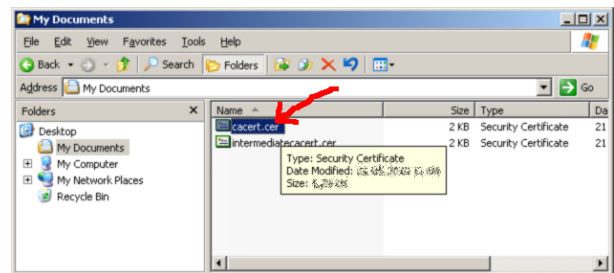 My Documents
File Edit View Favorites Tools Help
Back Search Folders
Address My Documents Go
Folders Name Size Type Da
Desktop cacert.cer 2 KB Security Certificate 21
My Documents intermediatecacert.cer 2 KB Security Certificate 21
My Computer
My Network Places
Recycle Bin
Type: Security Certificate
Date Modified:
Size: